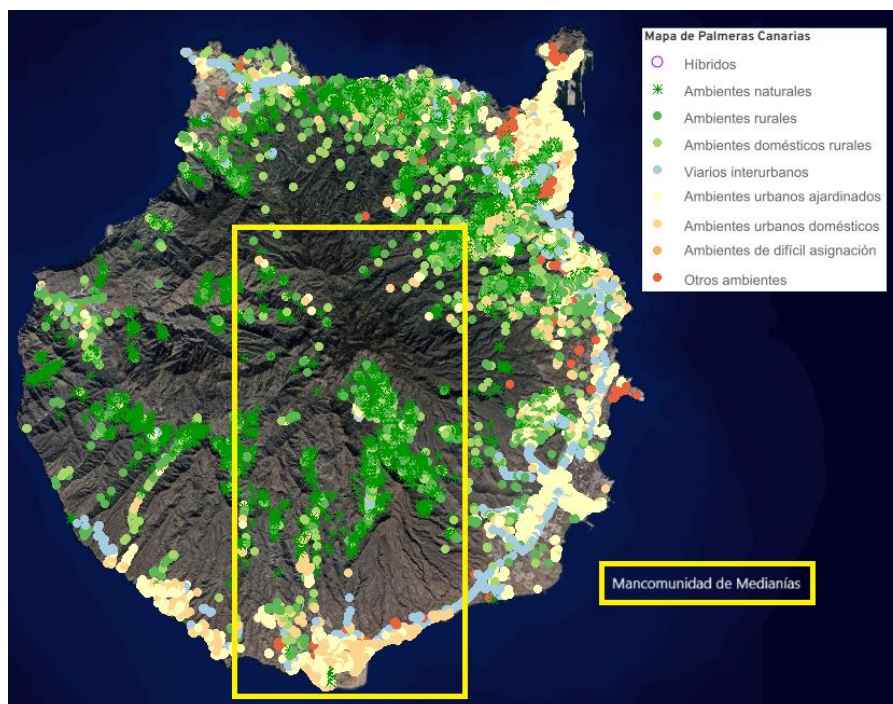 Mapa de Palmeras Canarias
Híbridos
Ambientes naturales
Ambientes rurales
Ambientes domésticos rurales
Viarios interurbanos
Ambientes urbanos ajardinados
Ambientes urbanos domésticos
Ambientes de difícil asignación
Otros ambientes
Mancomunidad de Medianías